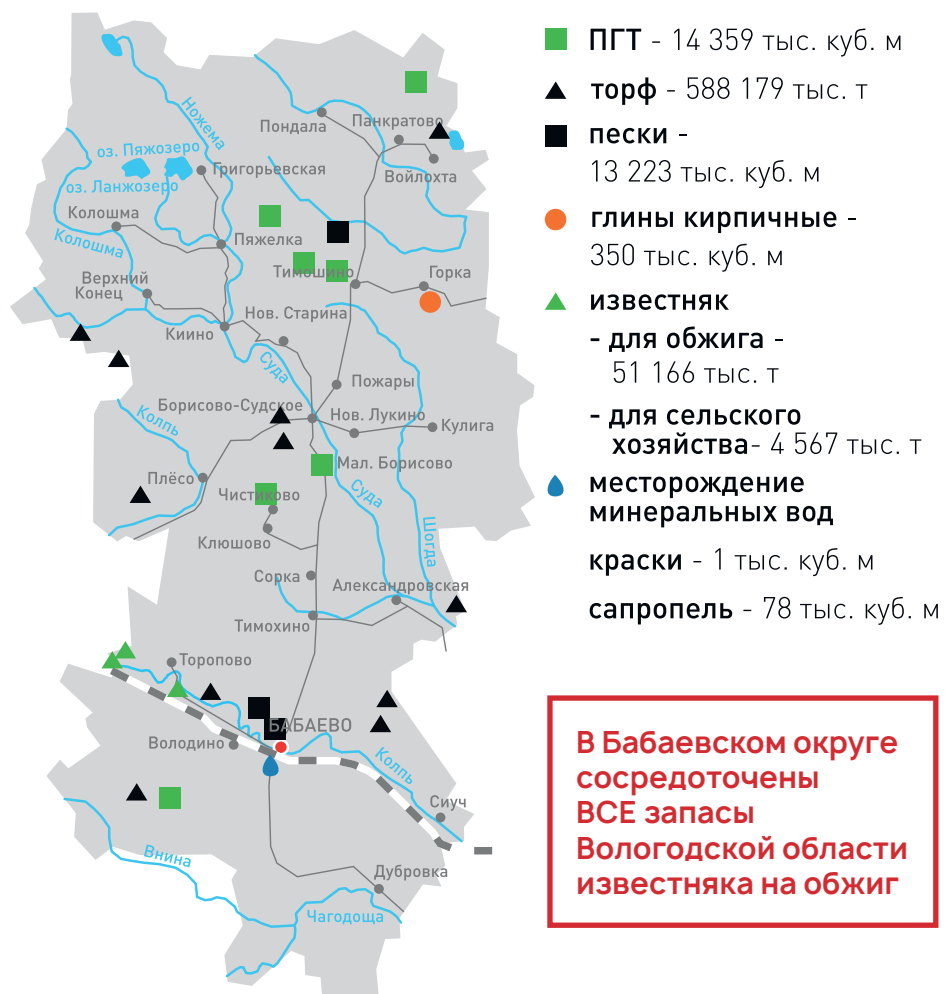 Пондала
Панкратово
Войлохта
Ножема
оз. Пяжозеро
Григорьевская
оз. Ланжозеро
Колошма
Колошма
Пяжелка
Тимошино
Горка
Верхний
Конец
Нов. Старина
Киино
Суда
Пожары
Борисово-Судское
Нов. Лукино
Кулига
Колпь
Мал. Борисово
Плёсо
Чистиково
Суда
Шогда
Клюшово
Сорка
Александровская
Тимохино
Торопово
БАБАЕВО
Володино
Колпь
Сиуч
Внина
Дубровка
Чагодоща
ПГТ - 14 359 тыс. куб. м
торф - 588 179 тыс. т
пески -
13 223 тыс. куб. м
глины кирпичные -
350 тыс. куб. м
известняк
- для обжига -
51 166 тыс. т
- для сельского
хозяйства- 4 567 тыс. т
месторождение
минеральных вод
краски - 1 тыс. куб. м
сапропель - 78 тыс. куб. м
В Бабаевском округе
сосредоточены
ВСЕ запасы
Вологодской области
известняка на обжиг